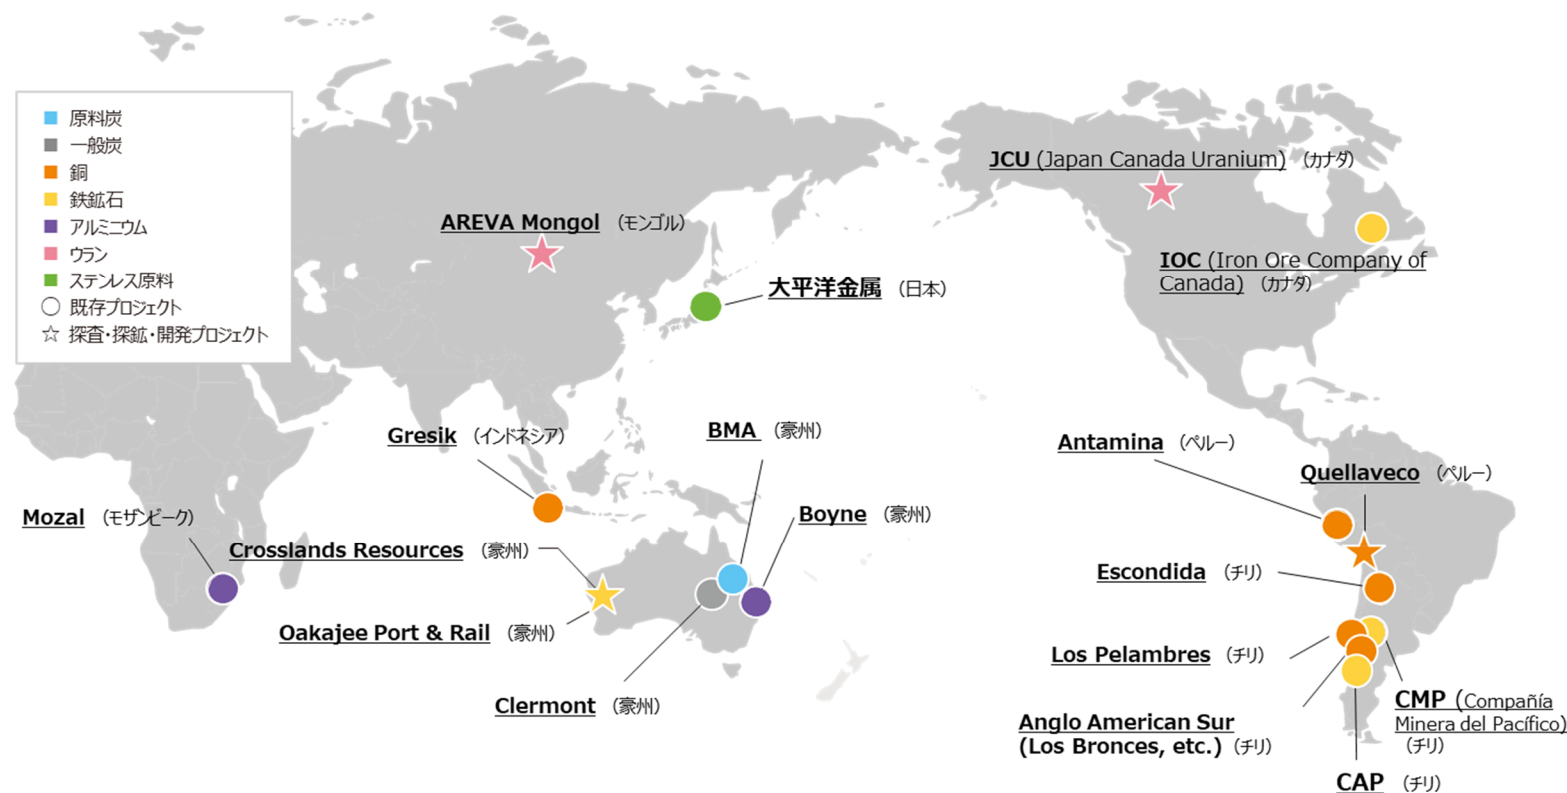 原料炭
一般炭
銅
鉄鉱石
アルミニウム
ウラン
ステンレス原料
既存プロジェクト
探査・探鉱・開発プロジェクト
JCU (Japan Canada Uranium) (カナダ)
AREVA Mongol (モンゴル)
IOC (Iron Ore Company of
Canada) (カナダ)
大平洋金属 (日本)
Gresik (インドネシア)
BMA (豪州)
Antamina (ペルー)
Quellaveco (ペルー)
Mozal (モザンビーク)
Boyne (豪州)
Crosslands Resources (豪州)
Escondida (チリ)
Oakajee Port & Rail (豪州)
Los Pelambres (チリ)
Clermont (豪州)
CMP (Compañía
Minera del Pacífico)
(チリ)
Anglo American Sur
(Los Bronces, etc.) (チリ)
CAP (チリ)